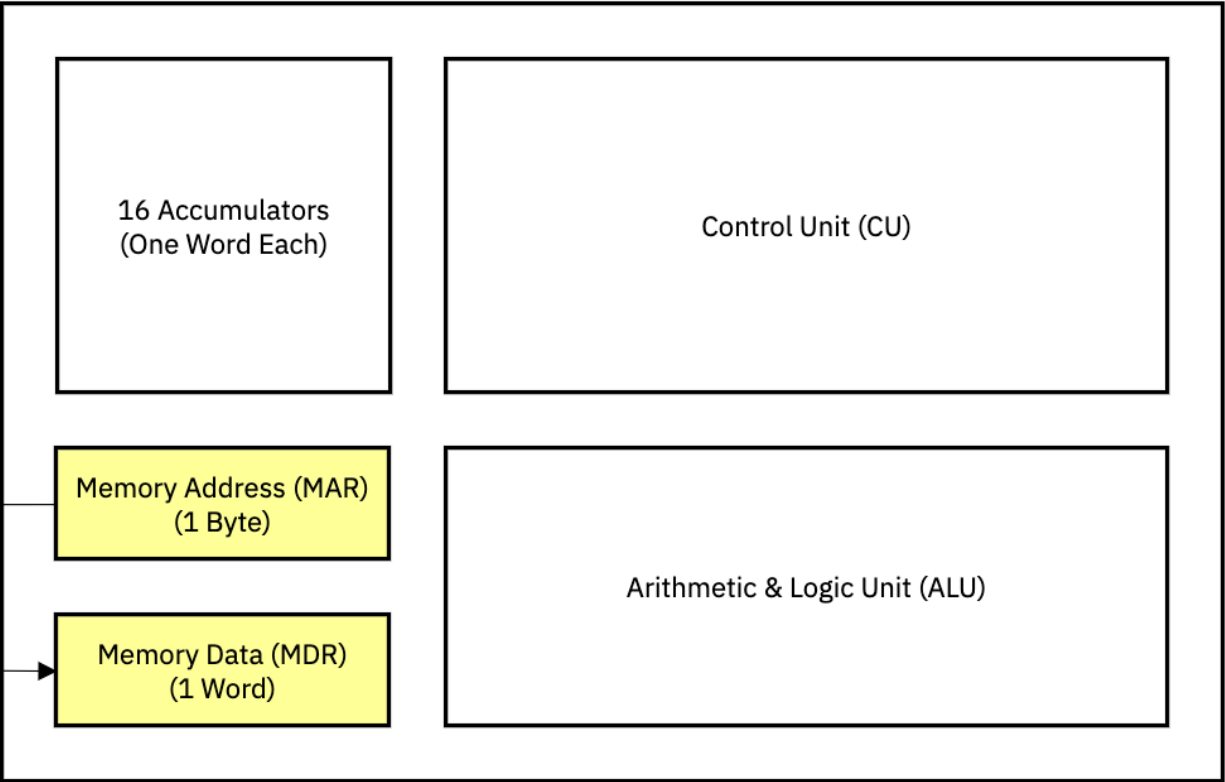 16 Accumulators
(One Word Each)
Control Unit (CU)
Memory Address (MAR)
(1 Byte)
Arithmetic & Logic Unit (ALU)
Memory Data (MDR)
(1 Word)